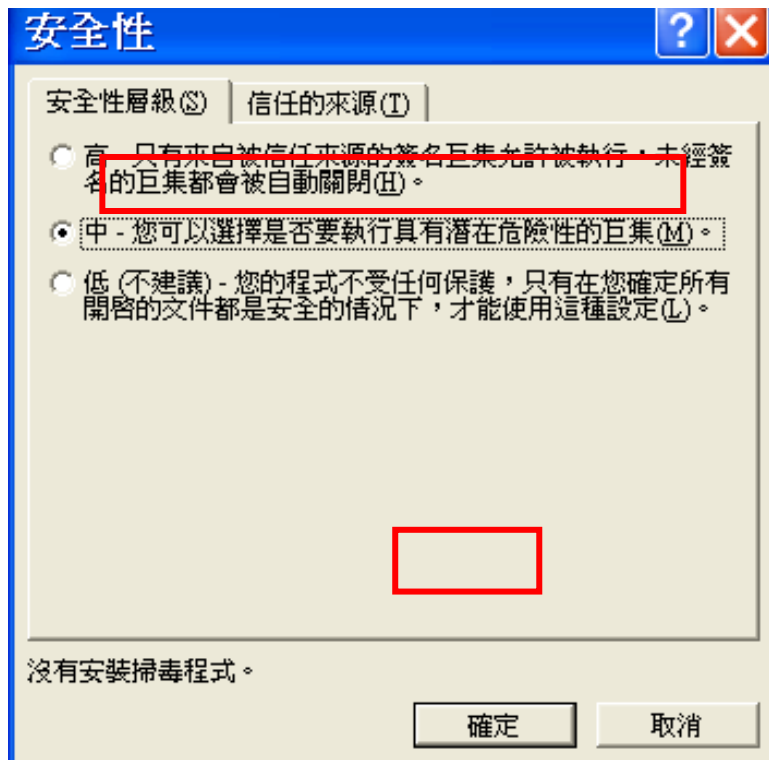 安全性
安全性層級(S)
信任的來源(T)
高 - 只有來自被信任來源的簽名巨集允許被執行，未經簽
名的巨集都會被自動關閉(H)。
中 - 您可以選擇是否要執行具有潛在危險性的巨集(M)。
低 (不建議) - 您的程式不受任何保護，只有在您確定所有
開啓的文件都是安全的情況下，才能使用這種設定(L)。
沒有安裝掃毒程式。
確定
取消